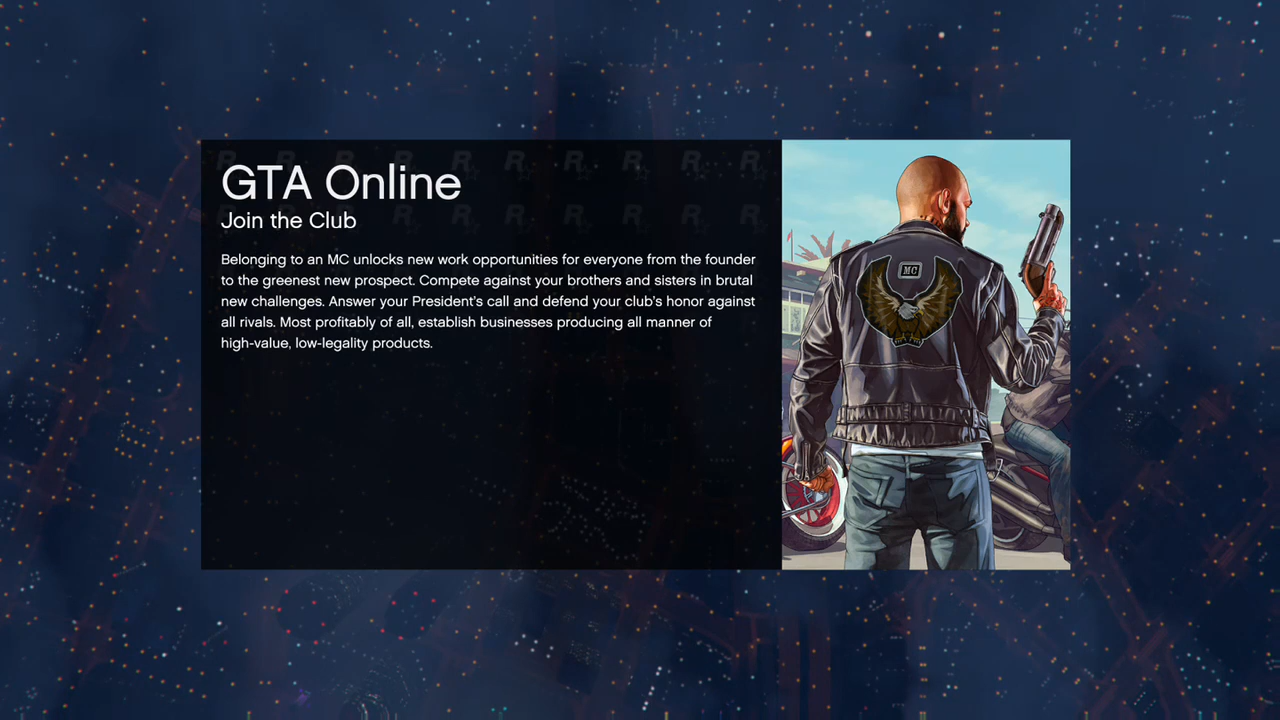 GTA Online
Join the Club
Belonging to an MC unlocks new work opportunities for everyone from the founder
to the greenest new prospect. Compete against your brothers and sisters in brutal
new challenges. Answer your President's call and defend your club's honor against
all rivals. Most profitably of all, establish businesses producing all manner of
high-value, low-legality products.
MC